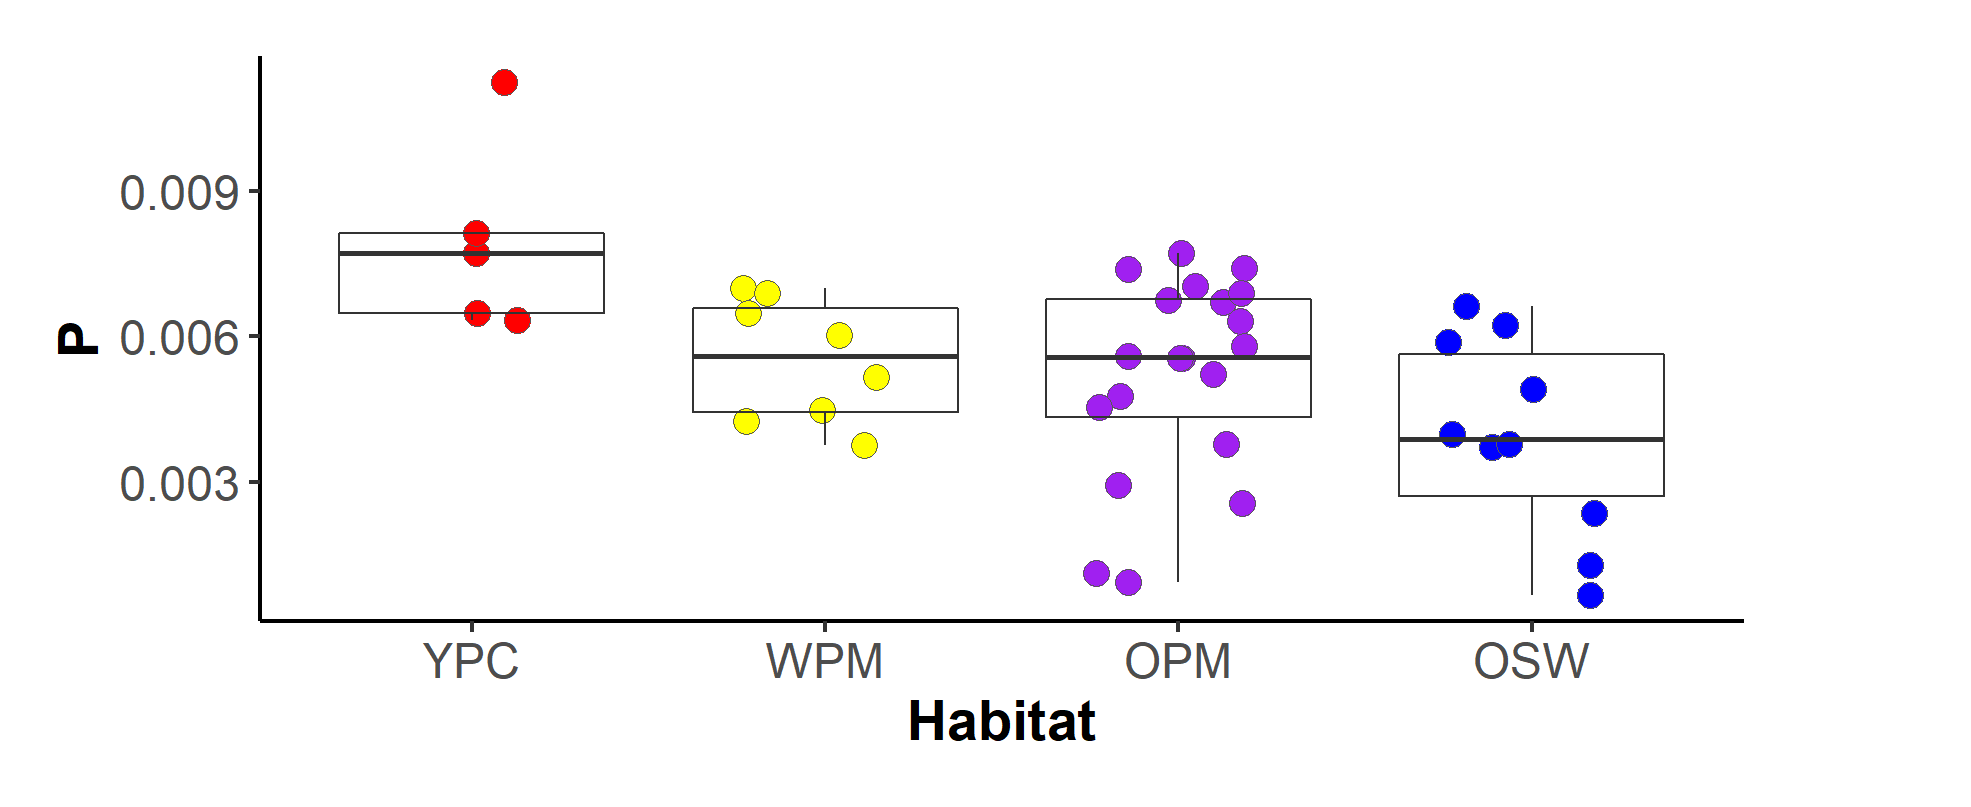 P
0.009
0.006
0.003
YPC WPM OPM OSW
Habitat